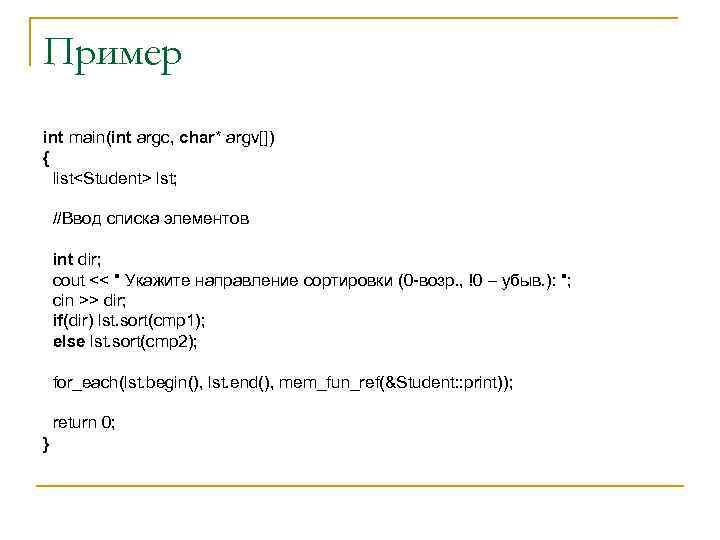 Пример
int main(int argc, char* argv[])
{
list<Student> lst;
//Ввод списка элементов
int dir;
cout << " Укажите направление сортировки (0-возр. , !0 – убыв. ): ";
cin >> dir;
if(dir) lst. sort(cmp1);
else lst. sort(cmp2);
for_each(lst. begin(), lst. end(), mem_fun_ref(&Student: : print));
return 0;
}